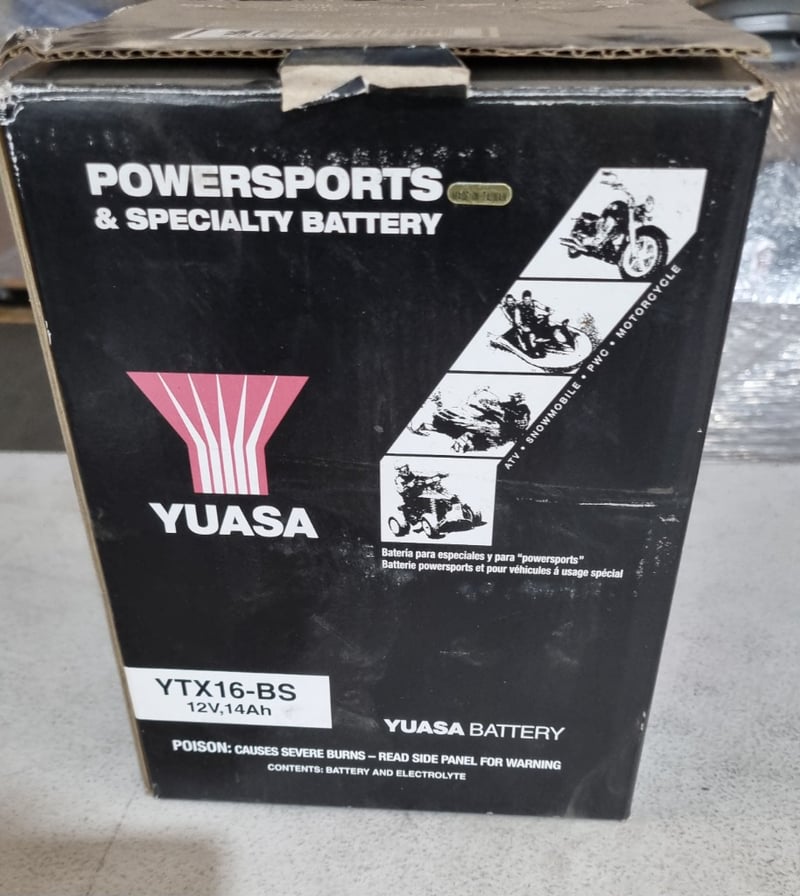 POWERSPORTS
& SPECIALTY BATTERY
ATV • SNOWMOBILE • PWC • MOTORCYCLE
YUASA
Batería para especiales y para "powersports"
Batterie powersports et pour véhicules á usage spécial
YTX16-BS
12V,14Ah
YUASA BATTERY
POISON: CAUSES SEVERE BURNS – READ SIDE PANEL FOR WARNING
CONTENTS: BATTERY AND ELECTROLYTE